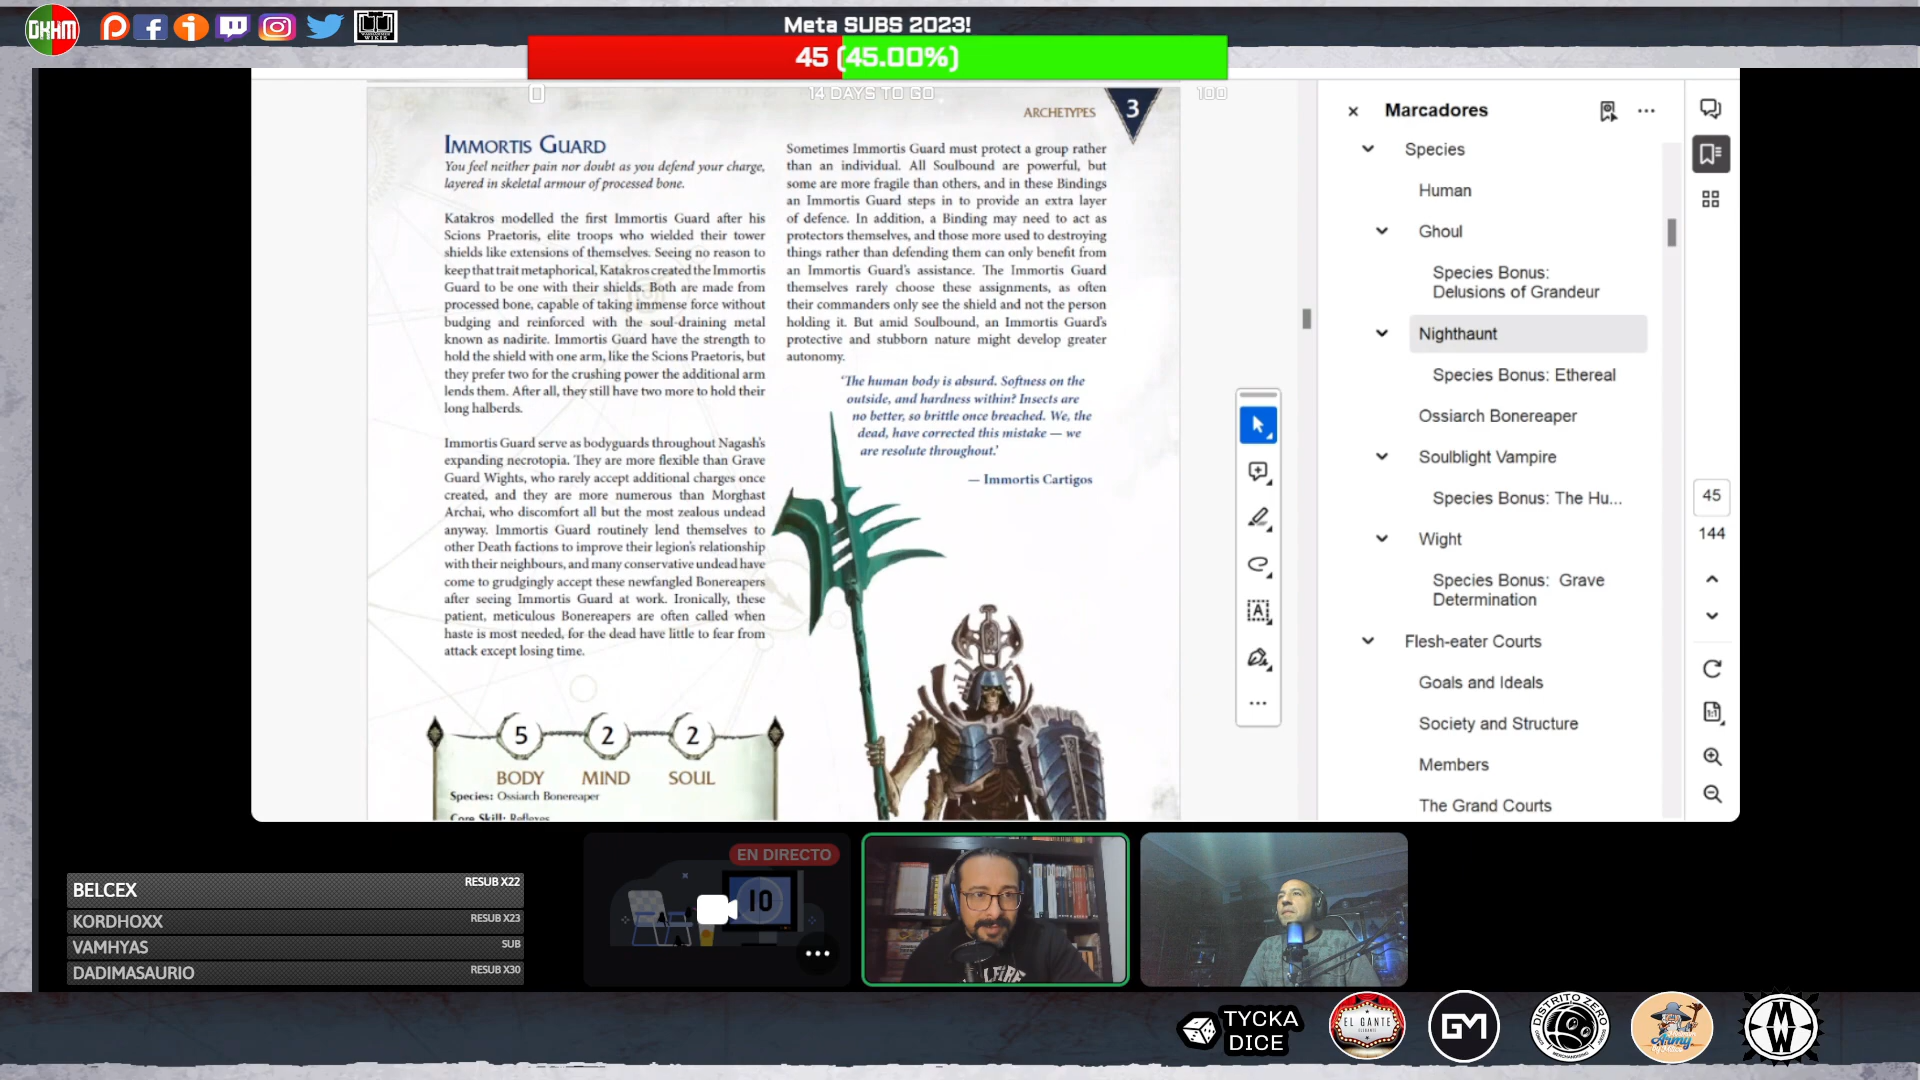 DKHM
WIKIS
Meta SUBS 2023!
45 (45.00%)
0
14 DAYS TO GO
100
ARCHETYPES
3
IMMORTIS GUARD
You feel neither pain nor doubt as you defend your charge,
layered in skeletal armour of processed bone.
Katakros modelled the first Immortis Guard after his
Scions Praetoris, elite troops who wielded their tower
shields like extensions of themselves. Seeing no reason to
keep that trait metaphorical, Katakros created the Immortis
Guard to be one with their shields. Both are made from
processed bone, capable of taking immense force without
budging and reinforced with the soul-draining metal
known as nadirite. Immortis Guard have the strength to
hold the shield with one arm, like the Scions Praetoris, but
they prefer two for the crushing power the additional arm
lends them. After all, they still have two more to hold their
long halberds.
Immortis Guard serve as bodyguards throughout Nagash's
expanding necrotopia. They are more flexible than Grave
Guard Wights, who rarely accept additional charges once
created, and they are more numerous than Morghast
Archai, who discomfort all but the most zealous undead
anyway. Immortis Guard routinely lend themselves to
other Death factions to improve their legion's relationship
with their neighbours, and many conservative undead have
come to grudgingly accept these newfangled Bonereapers
after seeing Immortis Guard at work. Ironically, these
patient, meticulous Bonereapers are often called when
haste is most needed, for the dead have little to fear from
attack except losing time.
5 2 2
BODY MIND SOUL
Species: Ossiarch Bonereaper
Core Skill: Reflexes
Sometimes Immortis Guard must protect a group rather
than an individual. All Soulbound are powerful, but
some are more fragile than others, and in these Bindings
an Immortis Guard steps in to provide an extra layer
of defence. In addition, a Binding may need to act as
protectors themselves, and those more used to destroying
things rather than defending them can only benefit from
an Immortis Guard's assistance. The Immortis Guard
themselves rarely choose these assignments, as often
their commanders only see the shield and not the person
holding it. But amid Soulbound, an Immortis Guard's
protective and stubborn nature might develop greater
autonomy.
'The human body is absurd. Softness on the
outside, and hardness within? Insects are
no better, so brittle once breached. We, the
dead, have corrected this mistake — we
are resolute throughout.'
— Immortis Cartigos
Marcadores
Species
Human
Ghoul
Species Bonus:
Delusions of Grandeur
Nighthaunt
Species Bonus: Ethereal
Ossiarch Bonereaper
Soulblight Vampire
Species Bonus: The Hu...
Wight
Species Bonus: Grave
Determination
Flesh-eater Courts
Goals and Ideals
Society and Structure
Members
The Grand Courts
45
144
1:1
EN DIRECTO
10
BELCEX RESUB X22
KORDHOXX RESUB X23
VAMHYAS SUB
DADIMASAURIO RESUB X30
TYCKA
DICE
EL GANTE
GM
DISTRITO ZERO
Army